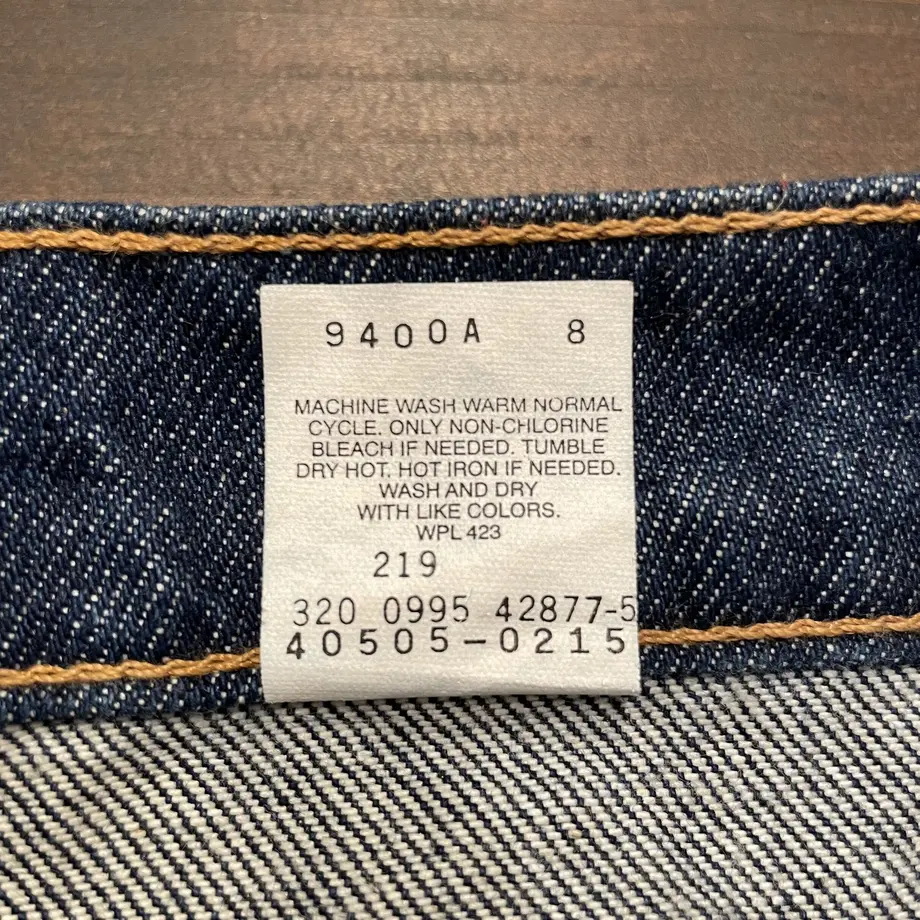 9400A 8
MACHINE WASH WARM NORMAL
CYCLE. ONLY NON-CHLORINE
BLEACH IF NEEDED. TUMBLE
DRY HOT. HOT IRON IF NEEDED.
WASH AND DRY
WITH LIKE COLORS.
WPL 423
219
320 0995 42877-5
40505-0215